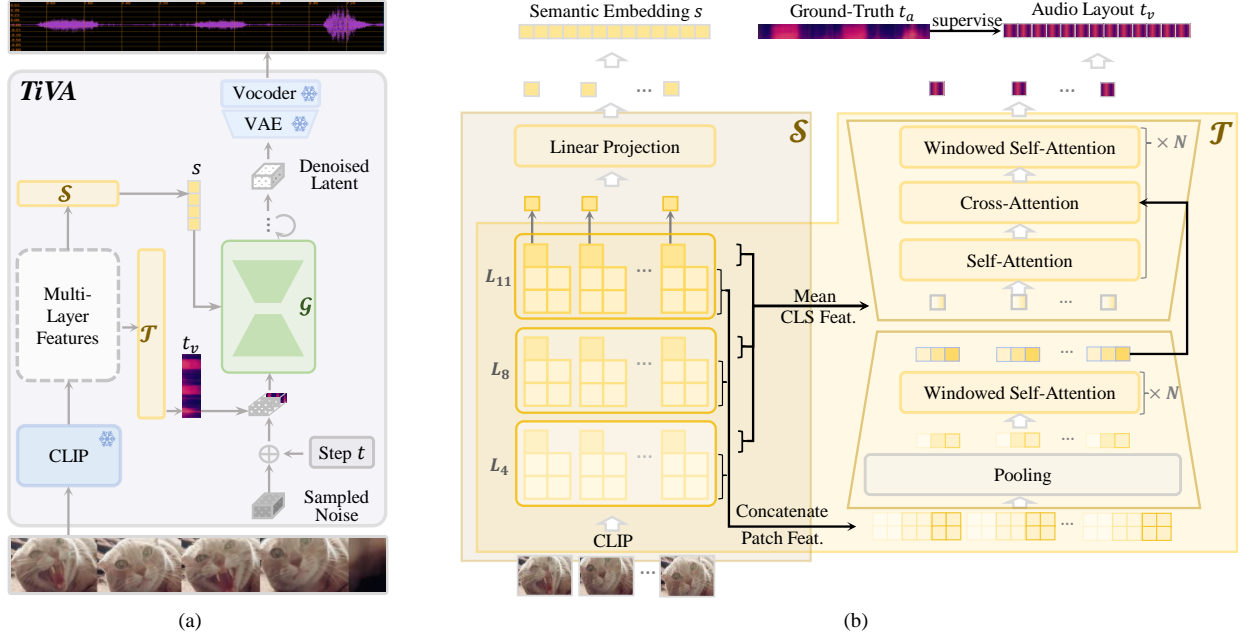 TiVA
Vocoder
VAE
Denoised
Latent
s
S
Multi-
Layer
Features
T
G
t_v
CLIP
Step t
Sampled
Noise
(a)
Semantic Embedding s
Ground-Truth t_a
supervise
Audio Layout t_v
...
...
S
T
Linear Projection
Windowed Self-Attention
× N
Cross-Attention
Self-Attention
...
L_11
...
Mean
CLS Feat.
L_8
...
...
Windowed Self-Attention
× N
...
L_4
...
Pooling
Concatenate
Patch Feat.
...
CLIP
...
(b)